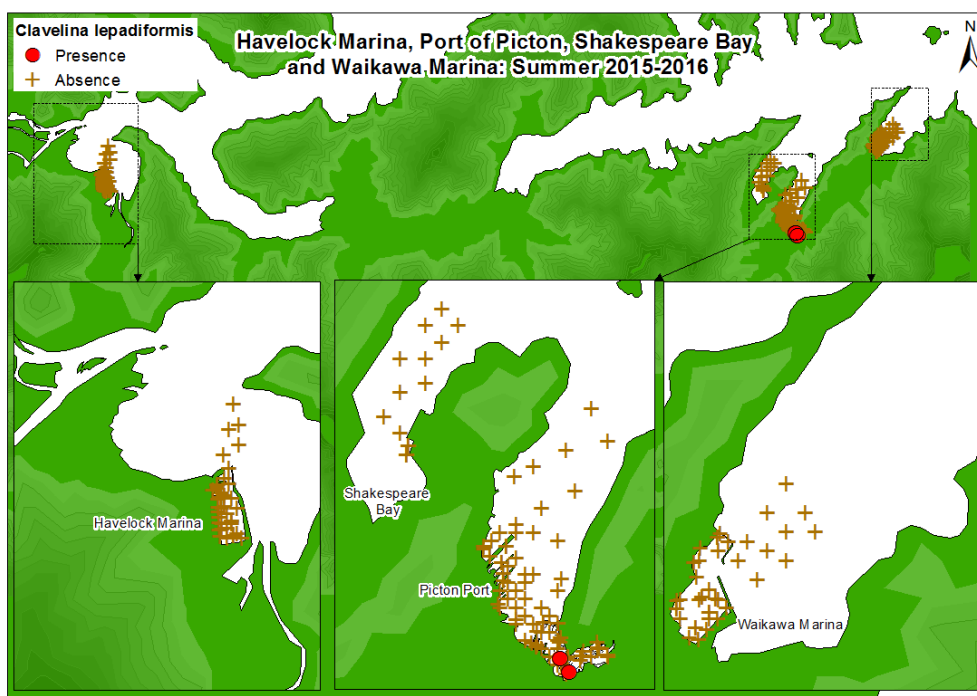 Clavelina lepadiformis
Presence
Absence
Havelock Marina, Port of Picton, Shakespeare Bay
and Waikawa Marina: Summer 2015-2016
N
Havelock Marina
Shakespeare
Bay
Picton Port
Waikawa Marina